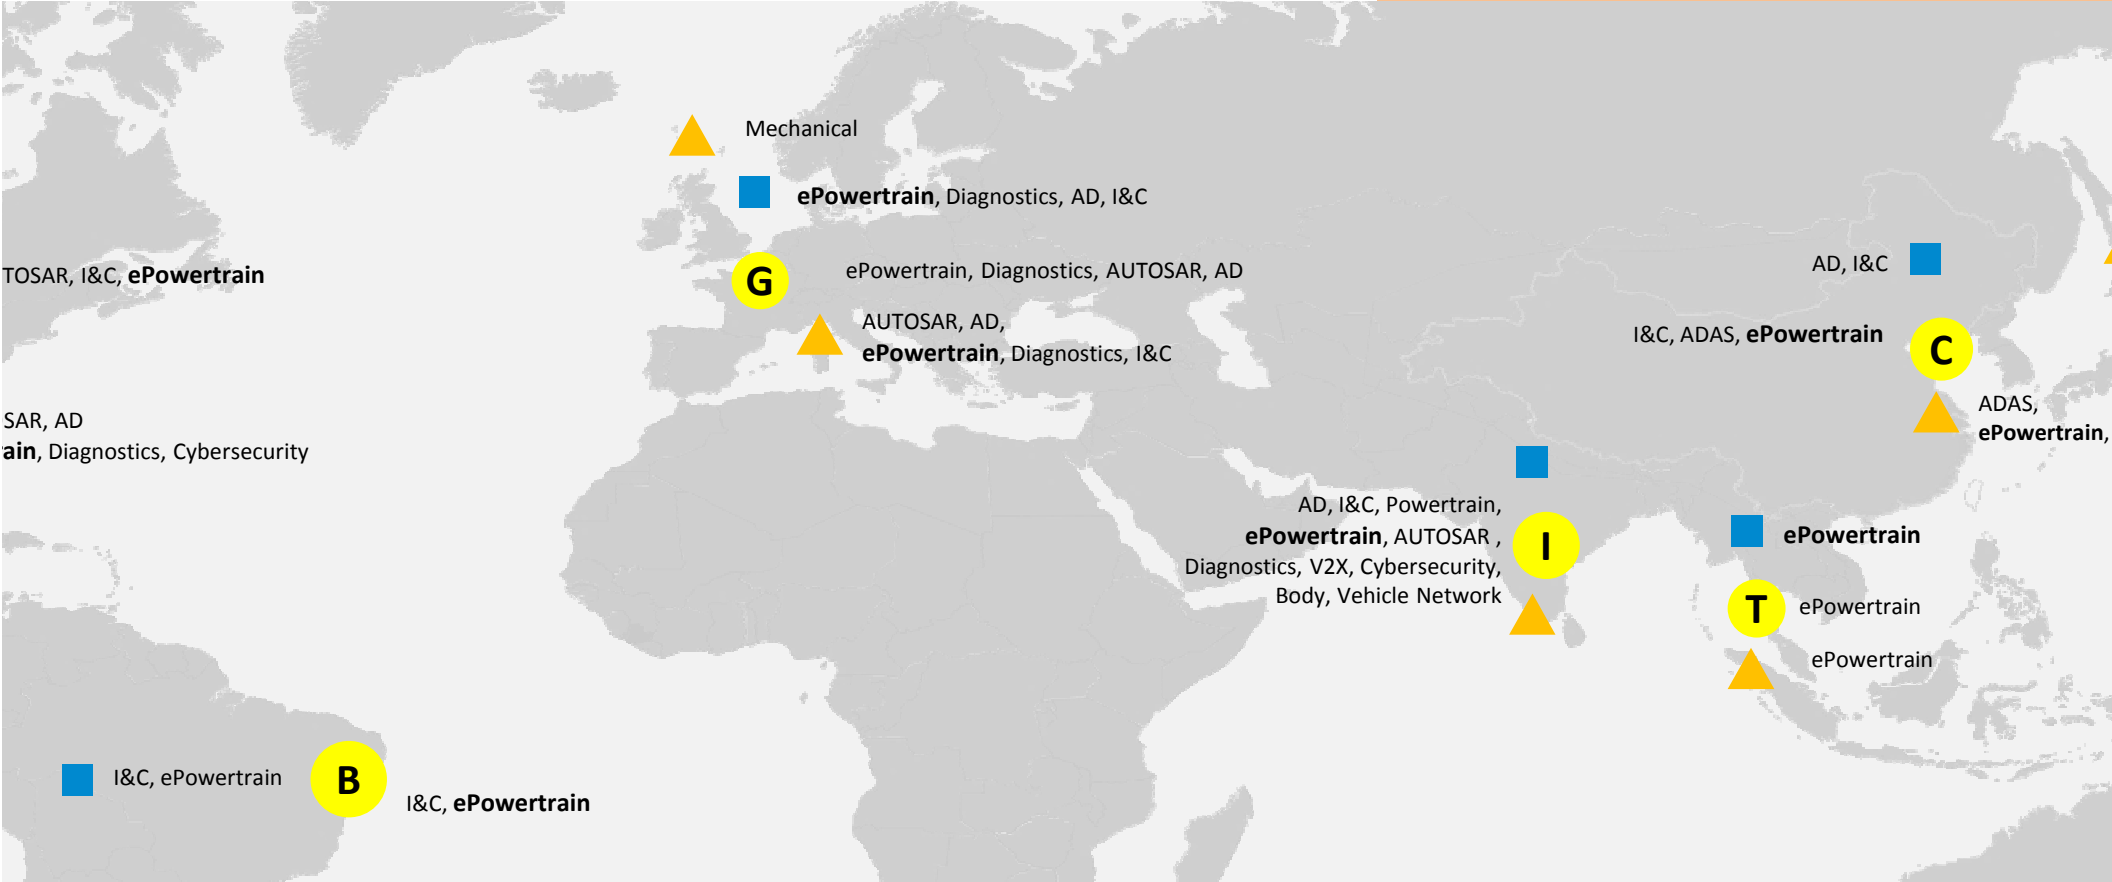 Mechanical
ePowertrain, Diagnostics, AD, I&C
TOSAR, I&C, ePowertrain
G
ePowertrain, Diagnostics, AUTOSAR, AD
AUTOSAR, AD,
ePowertrain, Diagnostics, I&C
SAR, AD
ain, Diagnostics, Cybersecurity
AD, I&C
I&C, ADAS, ePowertrain
C
ADAS,
ePowertrain,
AD, I&C, Powertrain,
ePowertrain, AUTOSAR ,
Diagnostics, V2X, Cybersecurity,
Body, Vehicle Network
I
ePowertrain
T
ePowertrain
ePowertrain
I&C, ePowertrain
B
I&C, ePowertrain